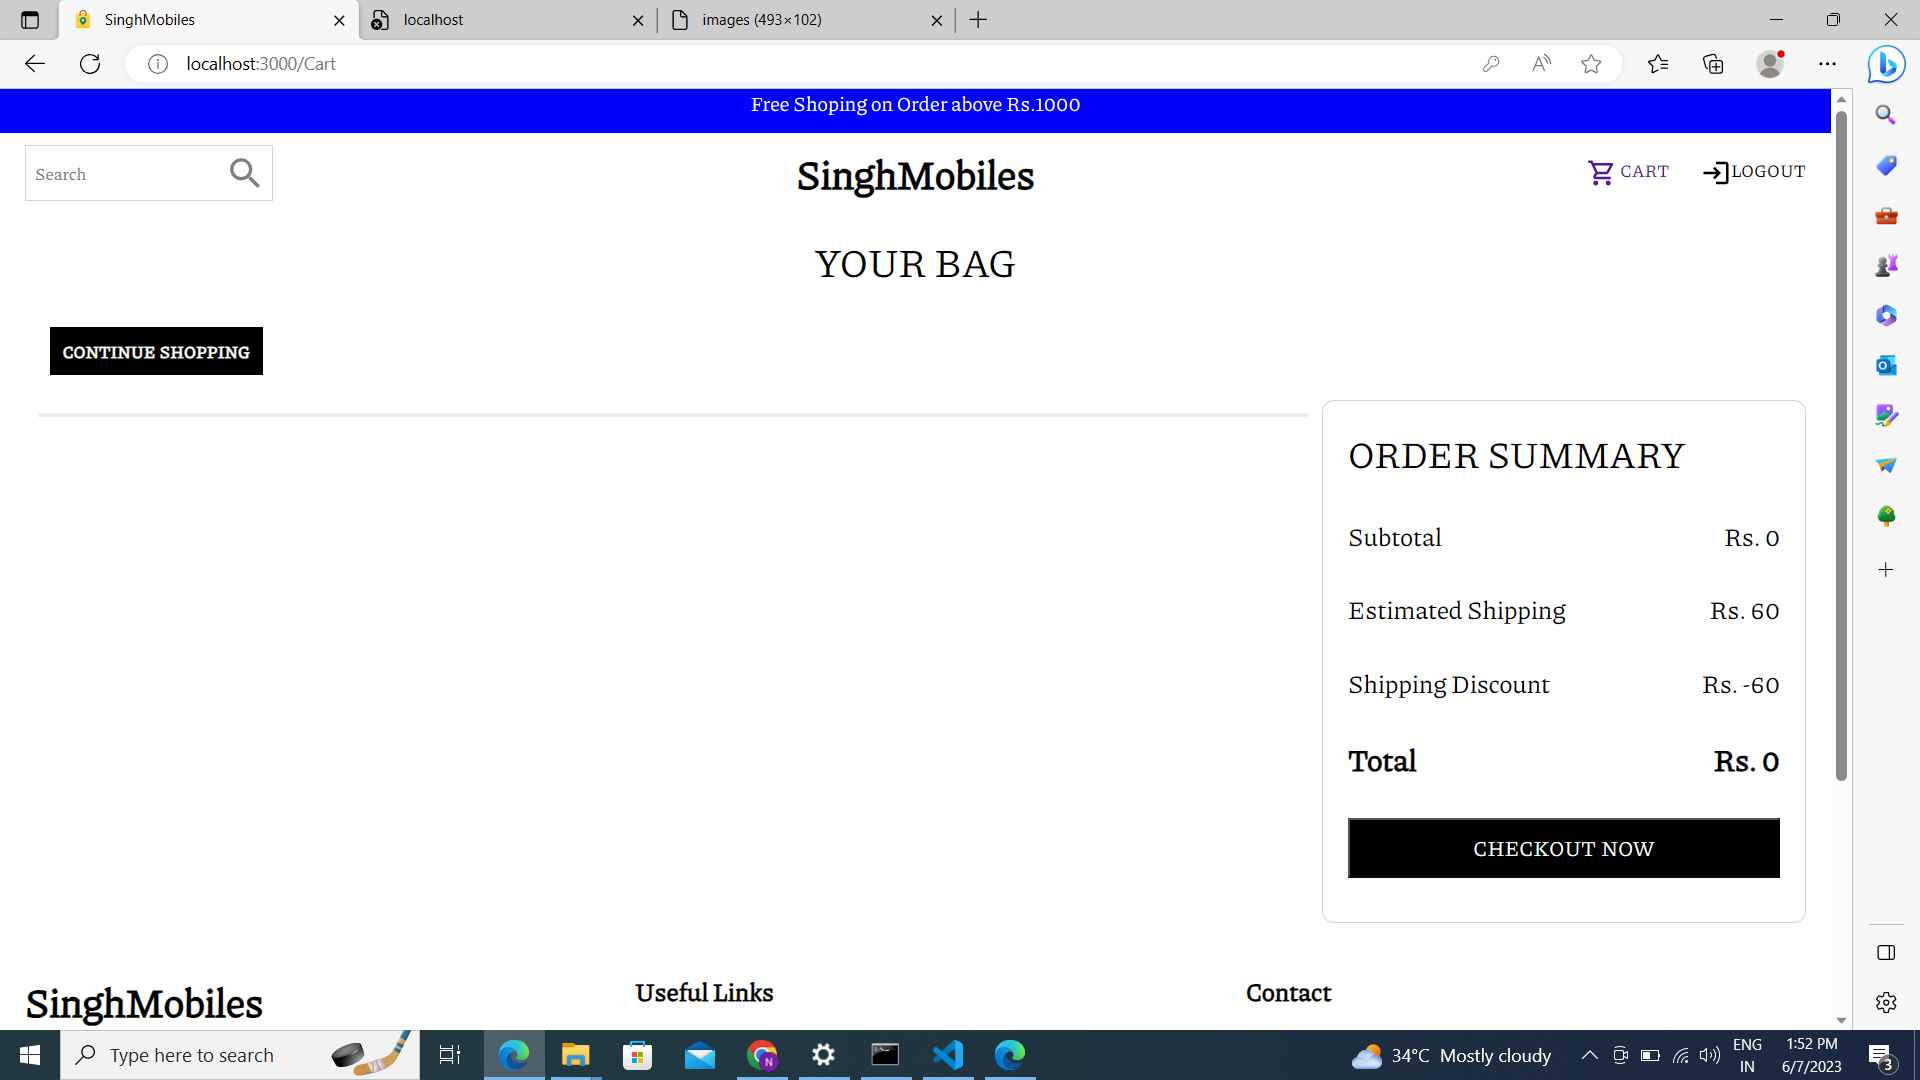 SinghMobiles
localhost
images (493×102)
localhost:3000/Cart
Free Shoping on Order above Rs.1000
Search
SinghMobiles
CART
LOGOUT
YOUR BAG
CONTINUE SHOPPING
ORDER SUMMARY
Subtotal Rs. 0
Estimated Shipping Rs. 60
Shipping Discount Rs. -60
Total Rs. 0
CHECKOUT NOW
SinghMobiles
Useful Links
Contact
Type here to search
34°C Mostly cloudy
ENG
IN
1:52 PM
6/7/2023
3